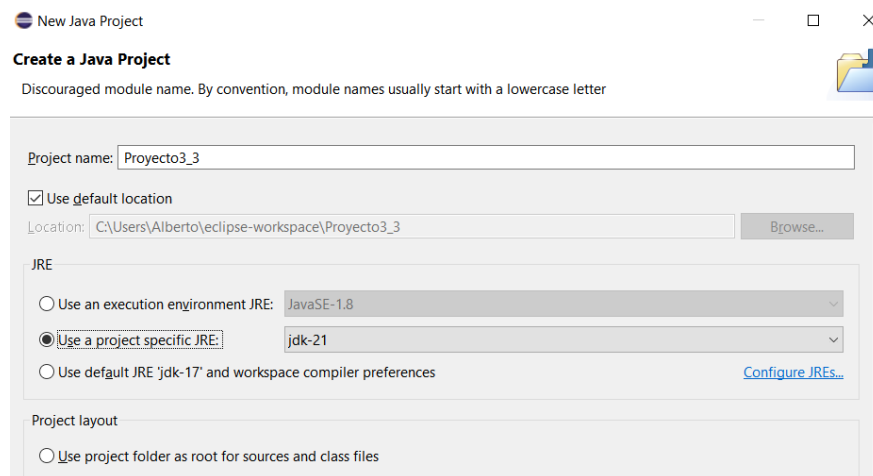 New Java Project
Create a Java Project
Discouraged module name. By convention, module names usually start with a lowercase letter
Project name: Proyecto3_3
Use default location
Location: C:\Users\Alberto\eclipse-workspace\Proyecto3_3 Browse...
JRE
Use an execution environment JRE: JavaSE-1.8
Use a project specific JRE: jdk-21
Use default JRE 'jdk-17' and workspace compiler preferences Configure JREs...
Project layout
Use project folder as root for sources and class files